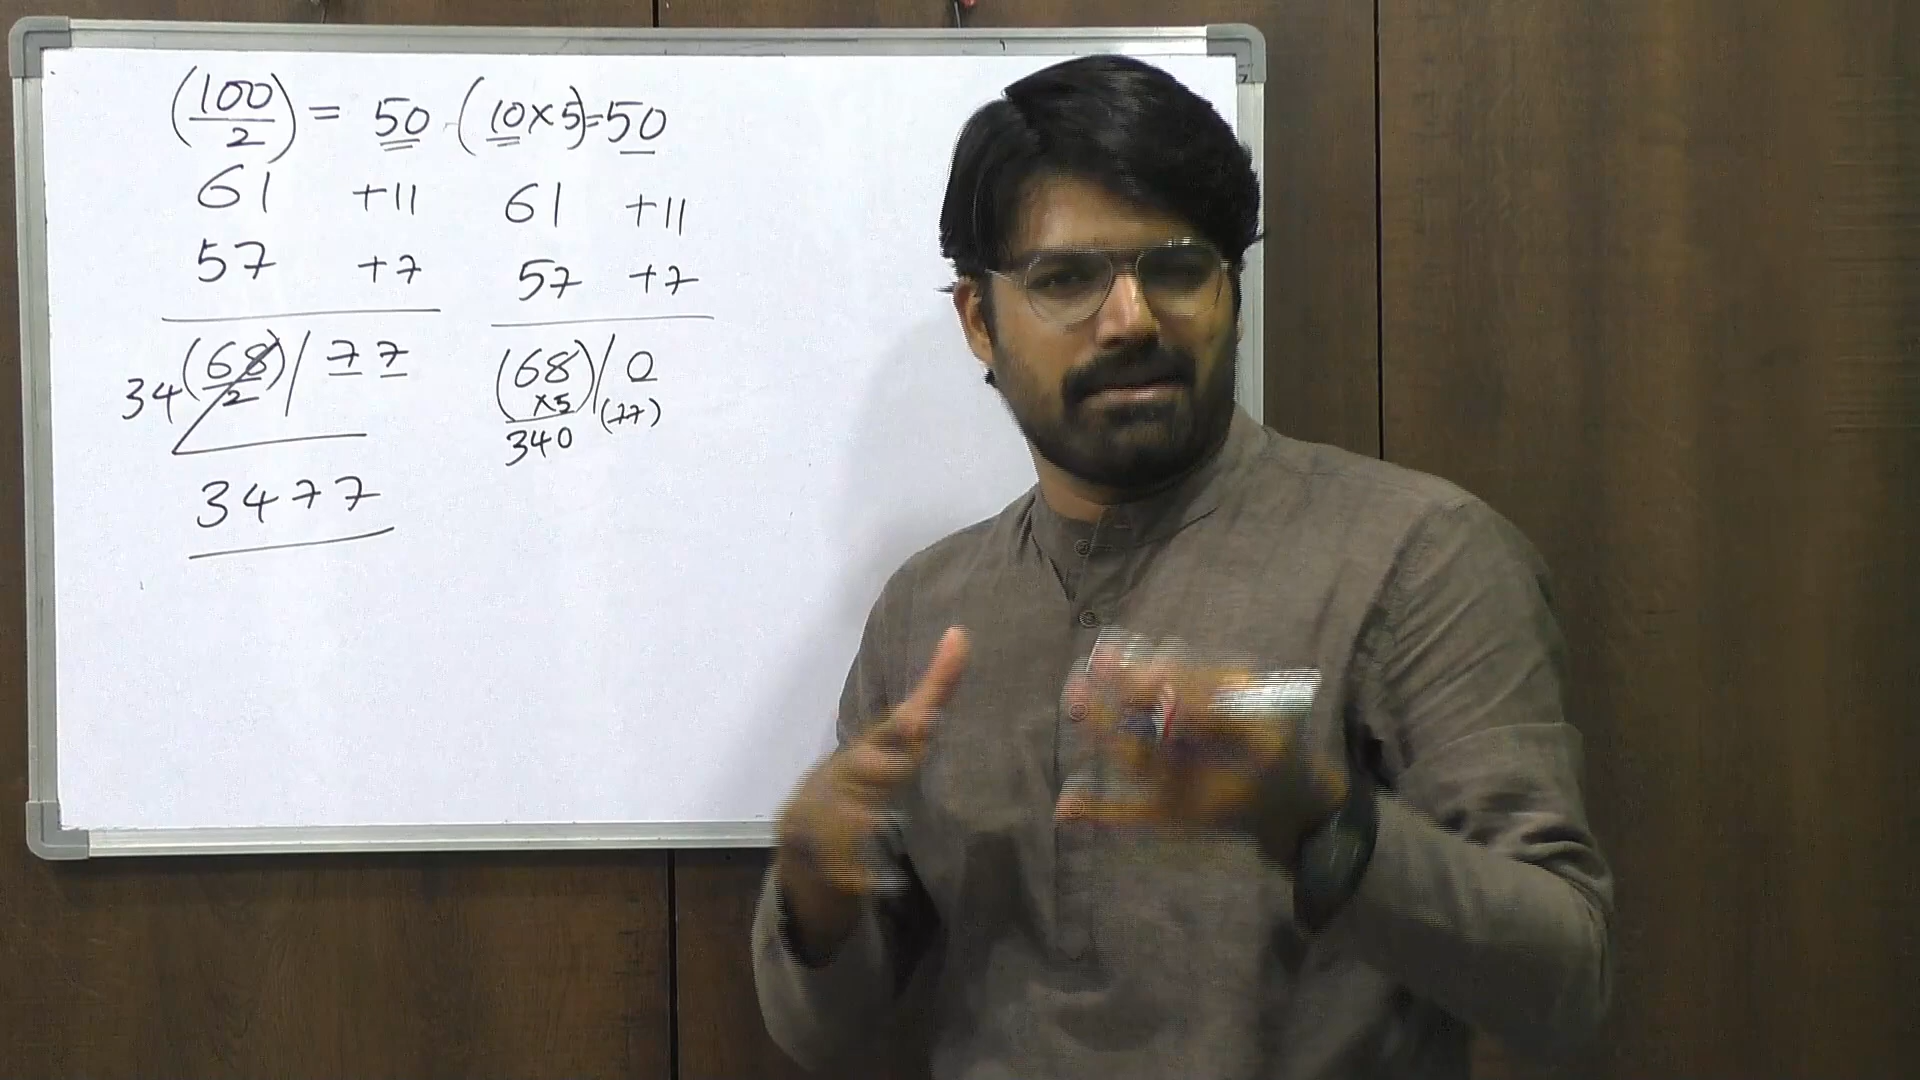 (100/2) = 50 (10×5)=50
61 +11 61 +11
57 +7 57 +7
34 (68/2) / 77 (68 ×5) / 0 (77)
340
3477